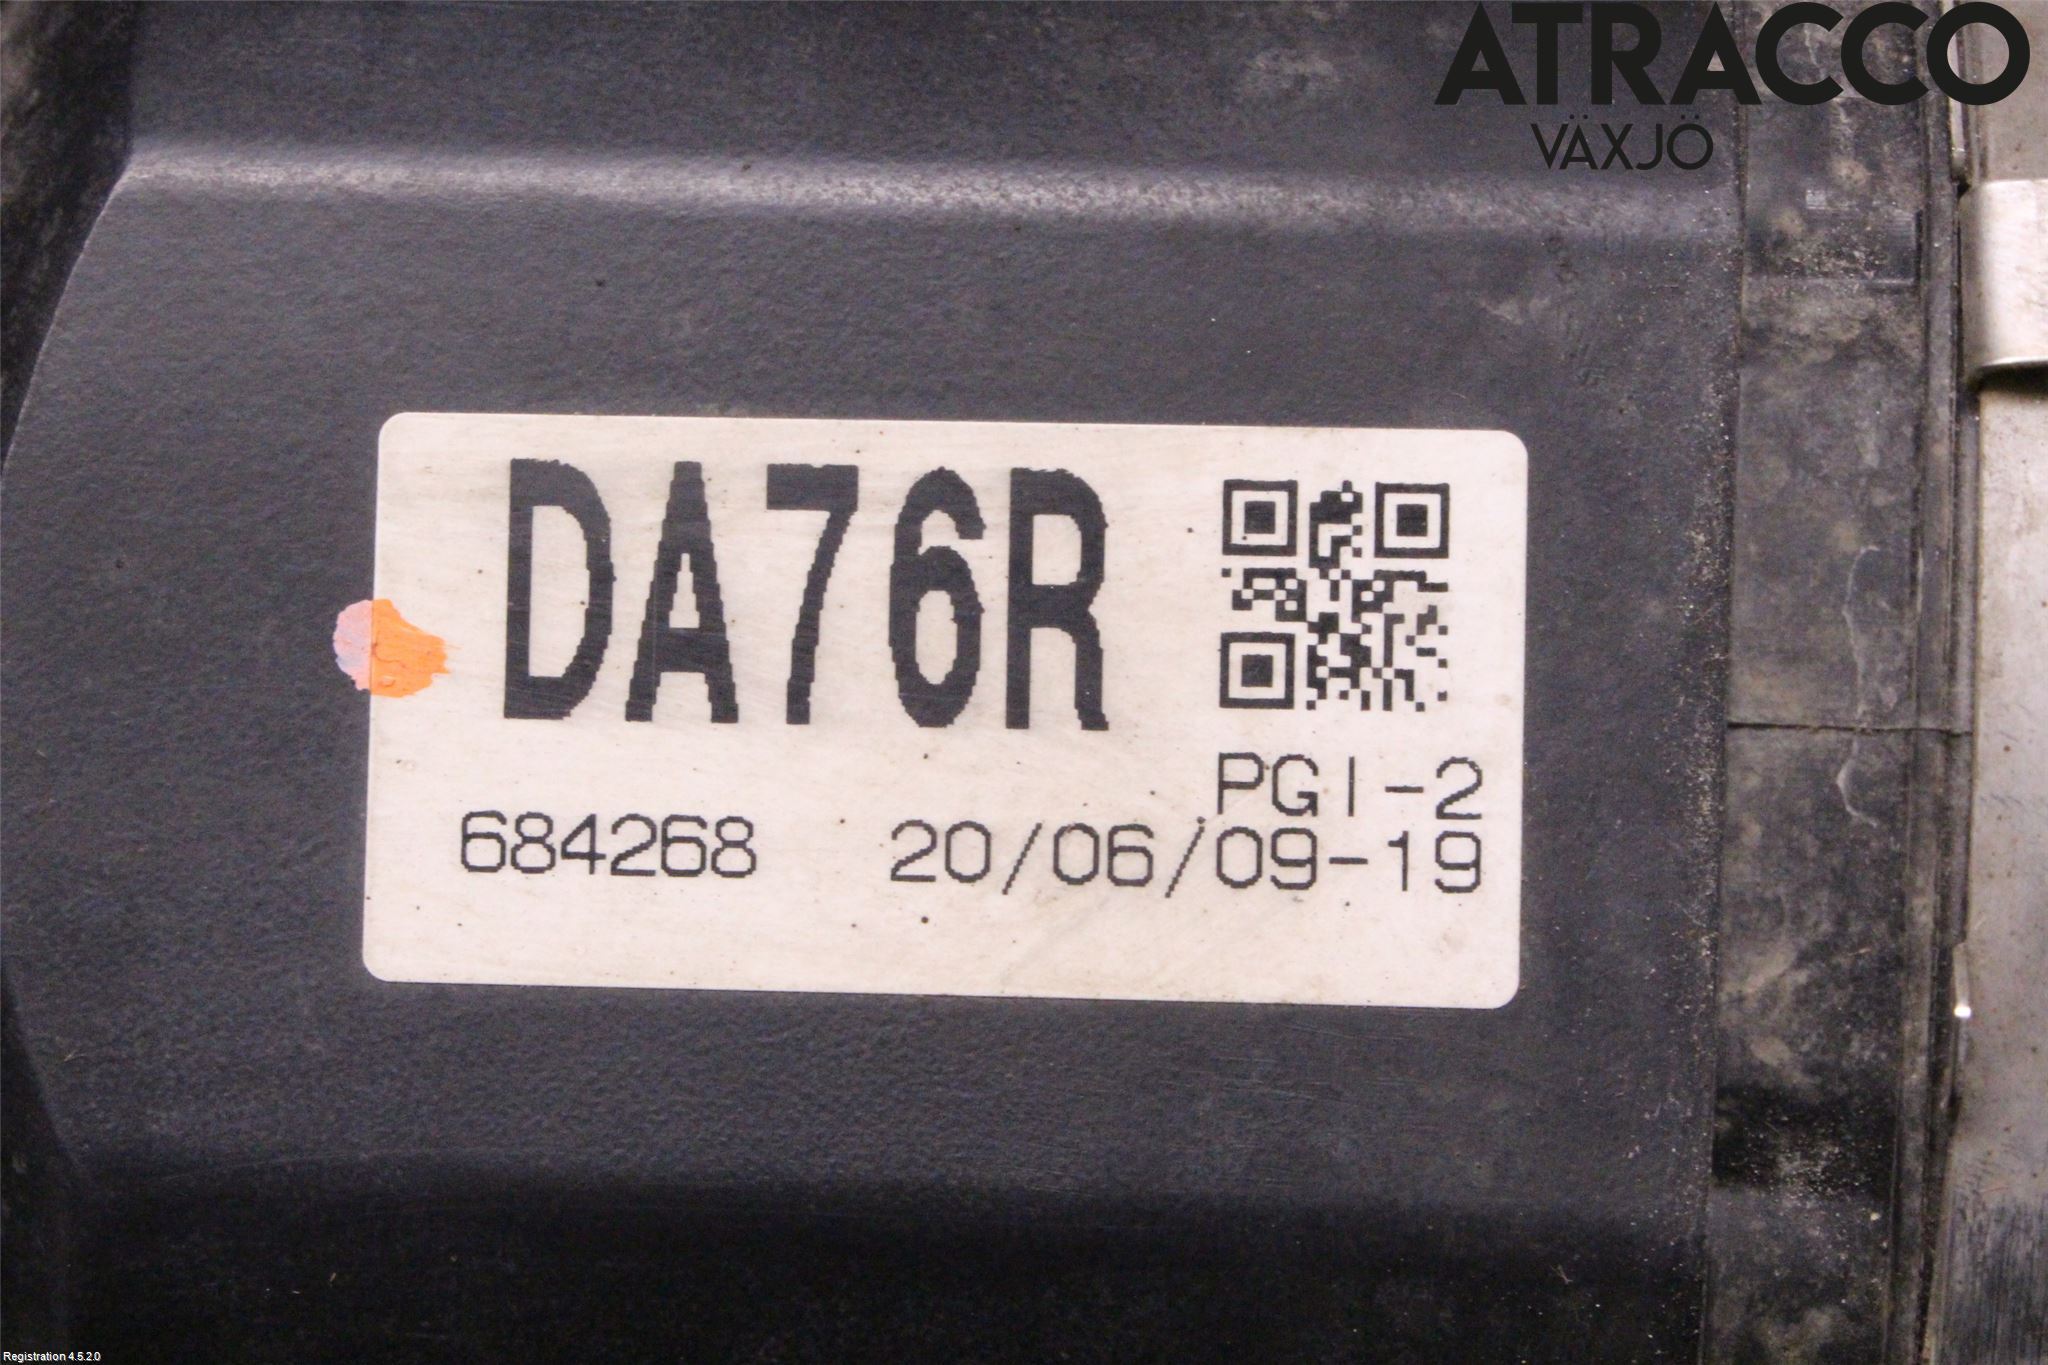 ATRACCO
VÄXJÖ
DA76R
PGI-2
684268 20/06/09-19
Registration 4.5.2.0